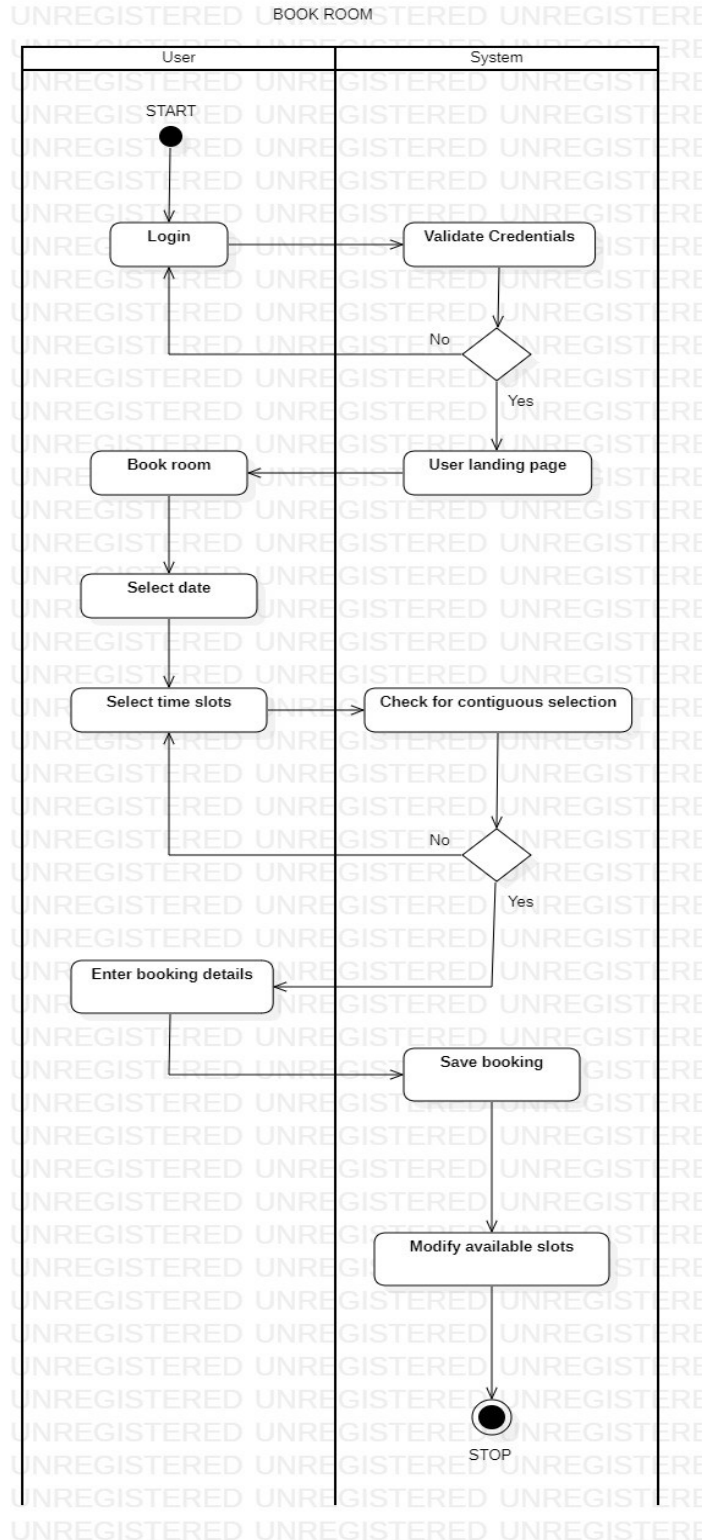 BOOK ROOM
User
System
START
Login
Validate Credentials
No
Yes
Book room
User landing page
Select date
Select time slots
Check for contiguous selection
No
Yes
Enter booking details
Save booking
Modify available slots
STOP
UNREGISTERED